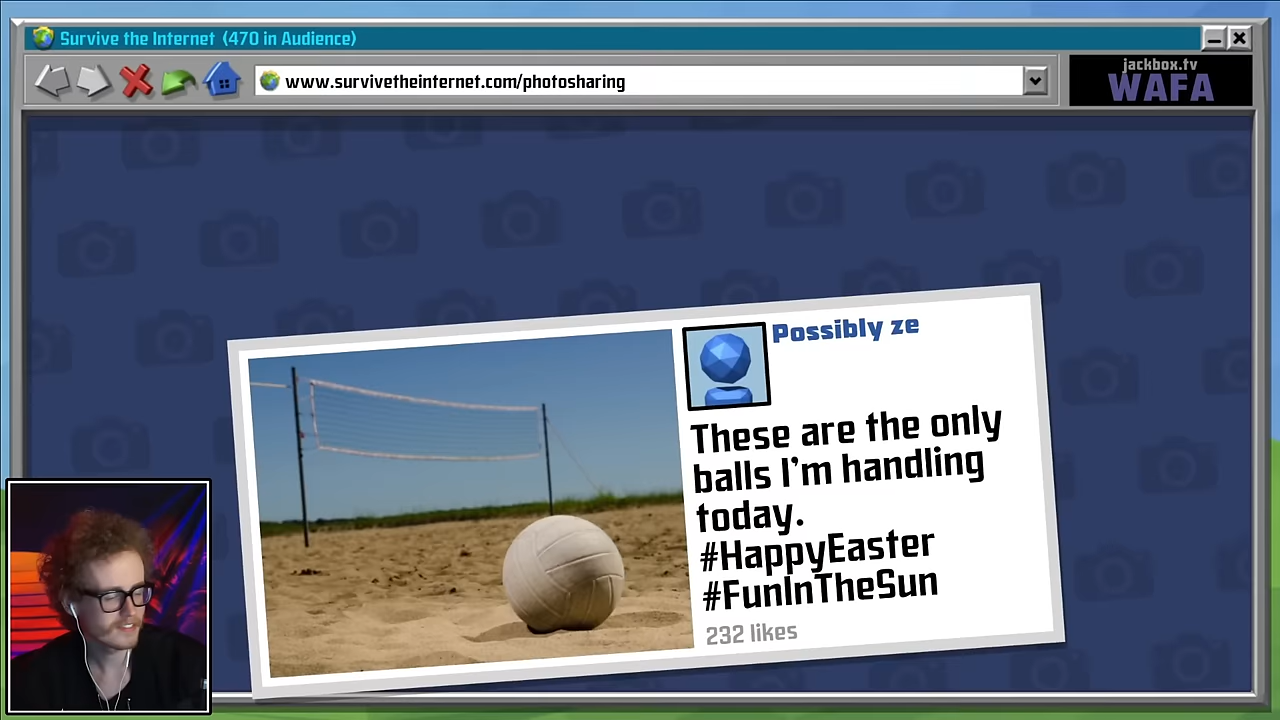 Survive the Internet (470 in Audience)
www.survivetheinternet.com/photosharing
jackbox.tv
WAFA
Possibly ze
These are the only
balls I'm handling
today.
#HappyEaster
#FunInTheSun
232 likes